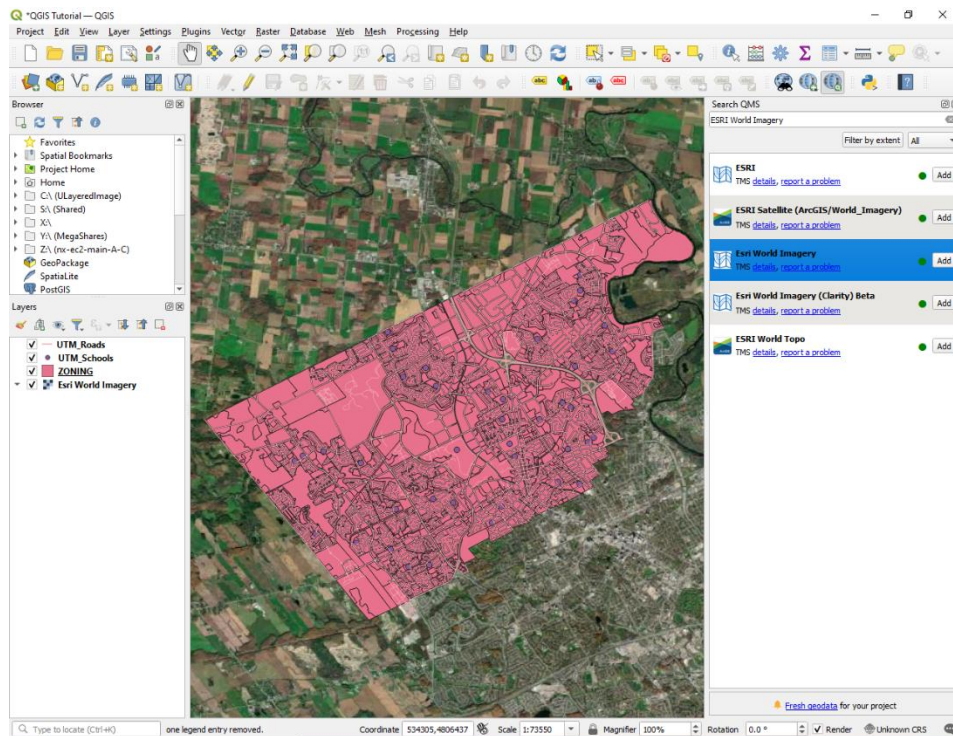 *QGIS Tutorial — QGIS
Project Edit View Layer Settings Plugins Vector Raster Database Web Mesh Processing Help
Browser
Favorites
Spatial Bookmarks
Project Home
Home
C:\ (ULayeredImage)
S:\ (Shared)
X:\
Y:\ (MegaShares)
Z:\ (nx-ec2-main-A-C)
GeoPackage
SpatiaLite
PostGIS
Layers
UTM_Roads
UTM_Schools
ZONING
Esri World Imagery
Search QMS
ESRI World Imagery
Filter by extent All
ESRI
TMS details, report a problem
Add
ESRI Satellite (ArcGIS/World_Imagery)
TMS details, report a problem
Add
Esri World Imagery
TMS details, report a problem
Add
Esri World Imagery (Clarity) Beta
TMS details, report a problem
Add
ESRI World Topo
TMS details, report a problem
Add
Fresh geodata for your project
Type to locate (Ctrl+K) one legend entry removed. Coordinate 534305,4806437 Scale 1:73550 Magnifier 100% Rotation 0.0 ° Render Unknown CRS